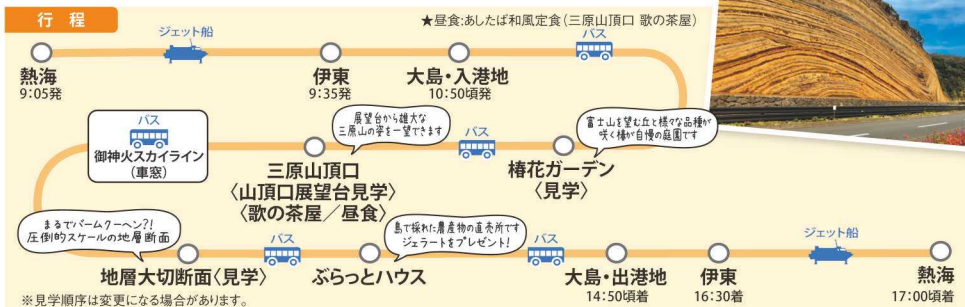 行程
★昼食:あしたば和風定食(三原山頂口 歌の茶屋)
ジェット船
バス
熱海
9:05発
伊東
9:35発
大島・入港地
10:50頃発
富士山を望む丘と様々な品種が
咲く椿が自慢の庭園です
椿花ガーデン
〈見学〉
バス
展望台から雄大な
三原山の姿を一望できます
三原山頂口
〈山頂口展望台見学〉
〈歌の茶屋／昼食〉
バス
御神火スカイライン
(車窓)
まるでバームクーヘン?!
圧倒的スケールの地層断面
地層大切断面〈見学〉
バス
島で採れた農産物の直売所です
ジェラートをプレゼント!
ぶらっとハウス
バス
大島・出港地
14:50頃着
伊東
16:30着
ジェット船
熱海
17:00頃着
※見学順序は変更になる場合があります。